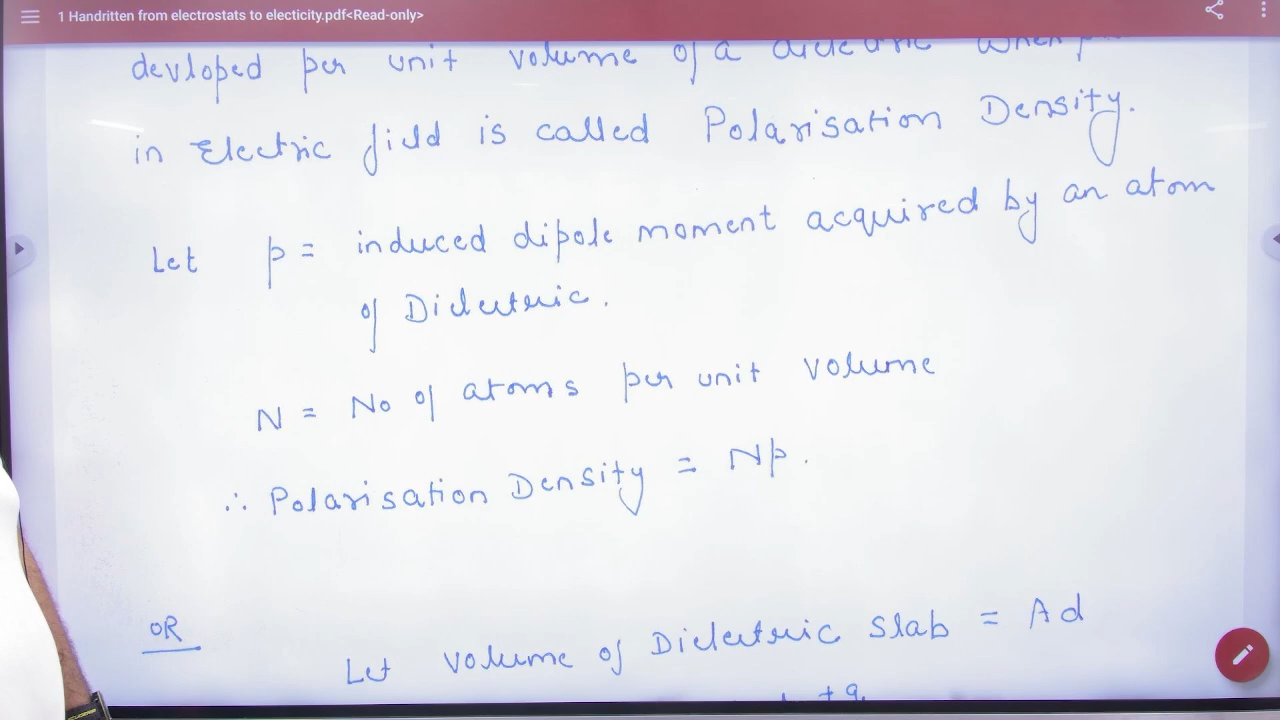 1 Handritten from electrostats to electicity.pdf<Read-only>
devloped per unit volume of a dielectric when
in Electric field is called Polarisation Density.
Let p = induced dipole moment acquired by an atom
of Dielectric.
N = No of atoms per unit volume
∴ Polarisation Density = Np.
OR
Let volume of Dielectric slab = Ad
+q